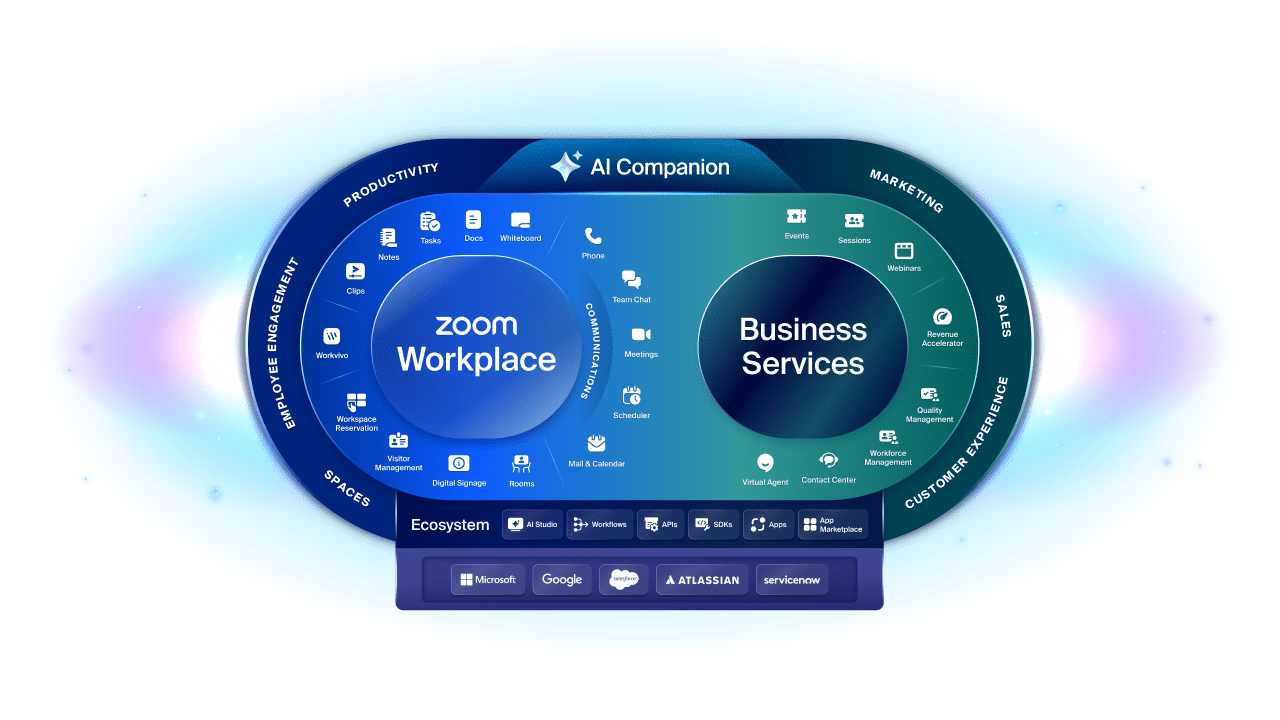 AI Companion
PRODUCTIVITY
EMPLOYEE ENGAGEMENT
SPACES
MARKETING
SALES
CUSTOMER EXPERIENCE
Notes
Tasks
Docs
Whiteboard
Clips
Workvivo
Workspace
Reservation
Visitor
Management
Digital Signage
Rooms
zoom
Workplace
COMMUNICATIONS
Phone
Team Chat
Meetings
Scheduler
Mail & Calendar
Business
Services
Events
Sessions
Webinars
Revenue
Accelerator
Quality
Management
Workforce
Management
Contact Center
Virtual Agent
Ecosystem
AI Studio
Workflows
APIs
SDKs
Apps
App
Marketplace
Microsoft
Google
salesforce
ATLASSIAN
servicenow